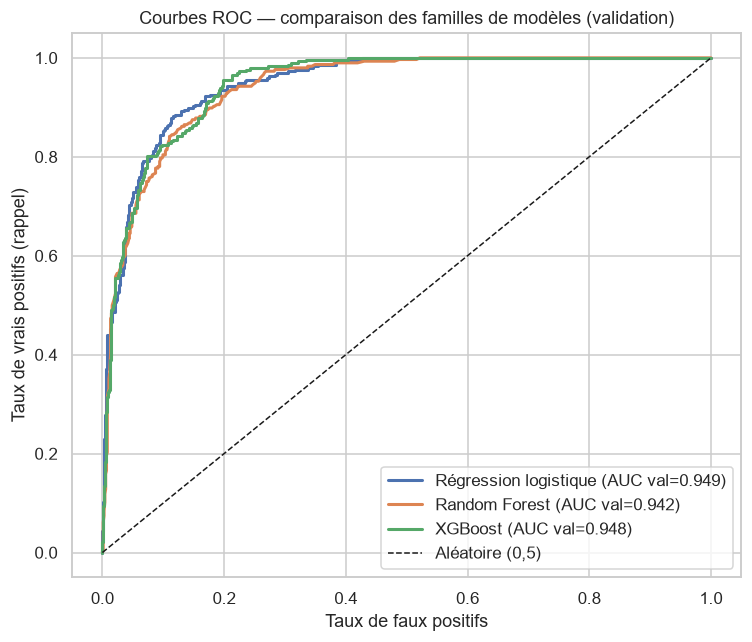 Courbes ROC — comparaison des familles de modèles (validation)
Taux de vrais positifs (rappel)
1.0
0.8
0.6
0.4
0.2
0.0
Régression logistique (AUC val=0.949)
Random Forest (AUC val=0.942)
XGBoost (AUC val=0.948)
Aléatoire (0,5)
0.0 0.2 0.4 0.6 0.8 1.0
Taux de faux positifs